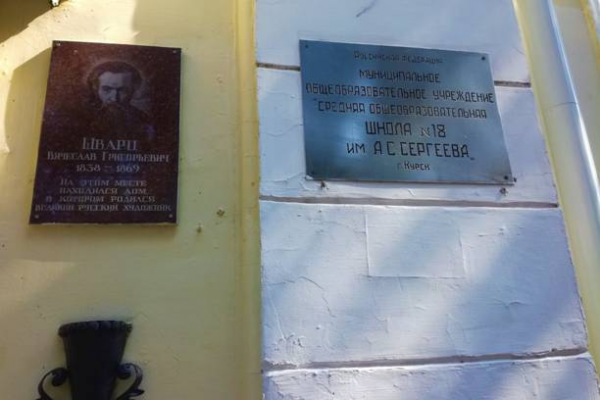 Шварц
Вячеслав Григорьевич
1838 — 1869
На этом месте
находился дом,
в котором родился
великий русский художник
Российская Федерация
Муниципальное
общеобразовательное учреждение
"Средная общеобразовательная
школа №18
им. А.С. Сергеева"
г. Курск